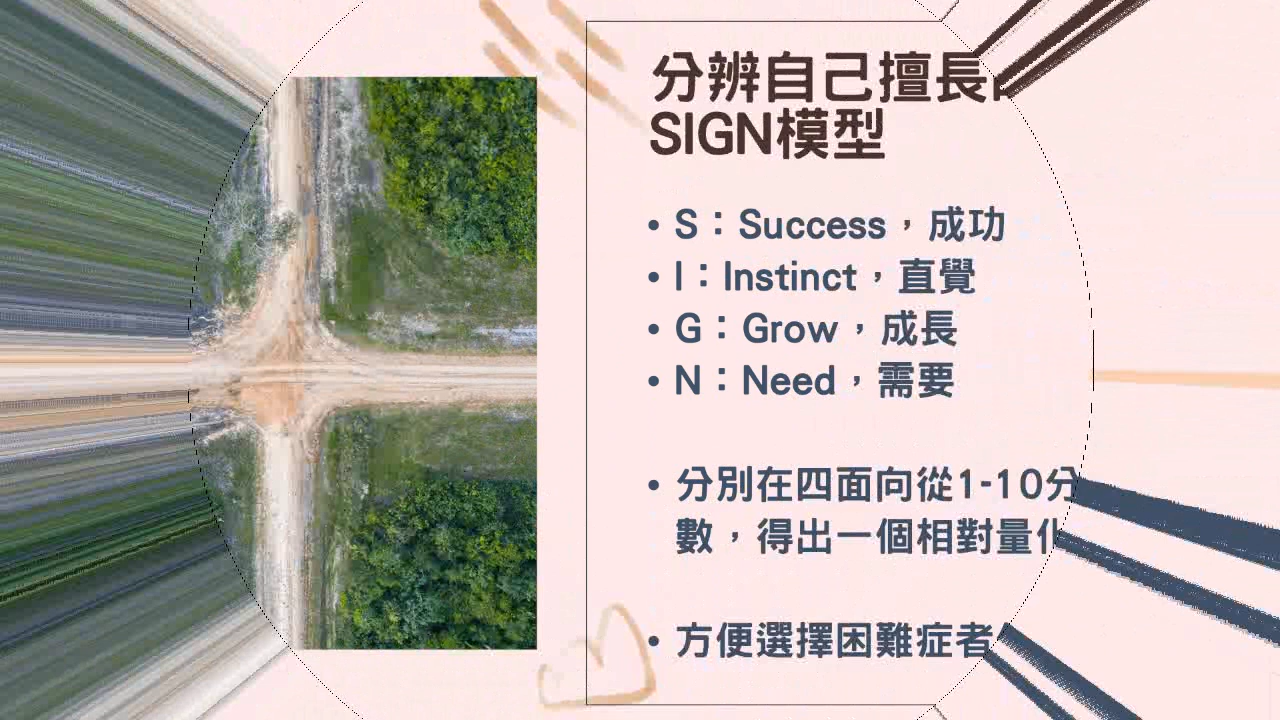 分辨自己擅長
SIGN模型
• S：Success，成功
• I：Instinct，直覺
• G：Grow，成長
• N：Need，需要
• 分別在四面向從1-10分
數，得出一個相對量化
• 方便選擇困難症者